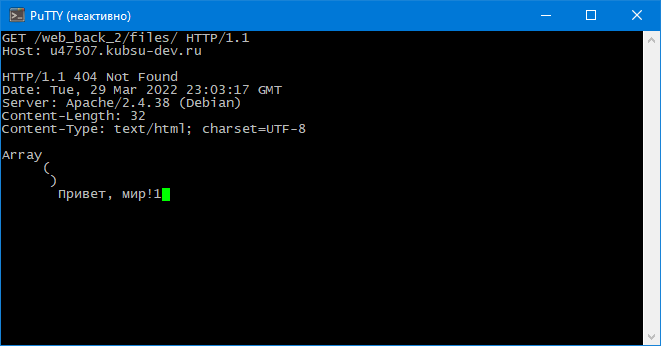 PuTTY (неактивно)
GET /web_back_2/files/ HTTP/1.1
Host: u47507.kubsu-dev.ru
HTTP/1.1 404 Not Found
Date: Tue, 29 Mar 2022 23:03:17 GMT
Server: Apache/2.4.38 (Debian)
Content-Length: 32
Content-Type: text/html; charset=UTF-8
Array
(
)
Привет, мир!1